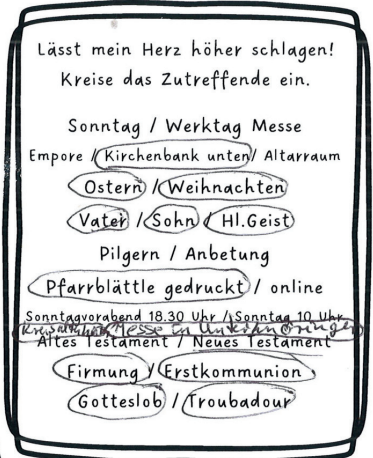 Lässt mein Herz höher schlagen!
Kreise das Zutreffende ein.
Sonntag / Werktag Messe
Empore / Kirchenbank unten / Altarraum
Ostern / Weihnachten
Vater / Sohn / Hl.Geist
Pilgern / Anbetung
Pfarrblättle gedruckt / online
Sonntagvorabend 18.30 Uhr / Sonntag 10 Uhr
Messe in
Altes Testament / Neues Testament
Firmung / Erstkommunion
Gotteslob / Troubadour